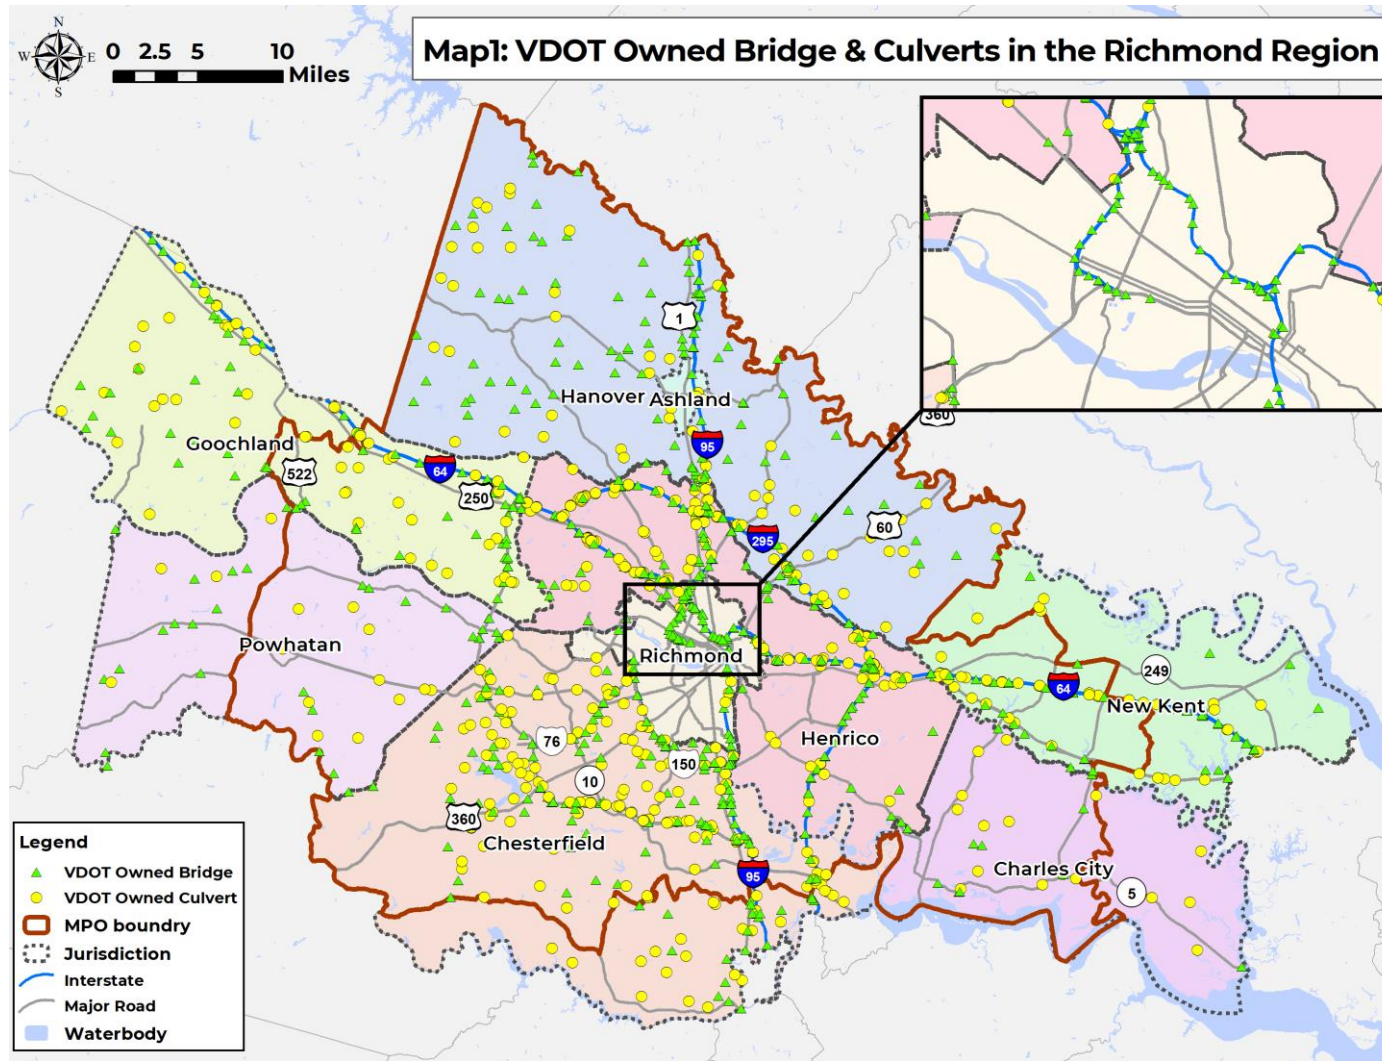 N
W E
S
0 2.5 5 10
Miles
Map1: VDOT Owned Bridge & Culverts in the Richmond Region
1
Hanover Ashland
360
Goochland
95
64
522
250
60
295
Powhatan
Richmond
249
64
New Kent
76
Henrico
150
10
360
Chesterfield
95
Charles City
5
Legend
VDOT Owned Bridge
VDOT Owned Culvert
MPO boundry
Jurisdiction
Interstate
Major Road
Waterbody